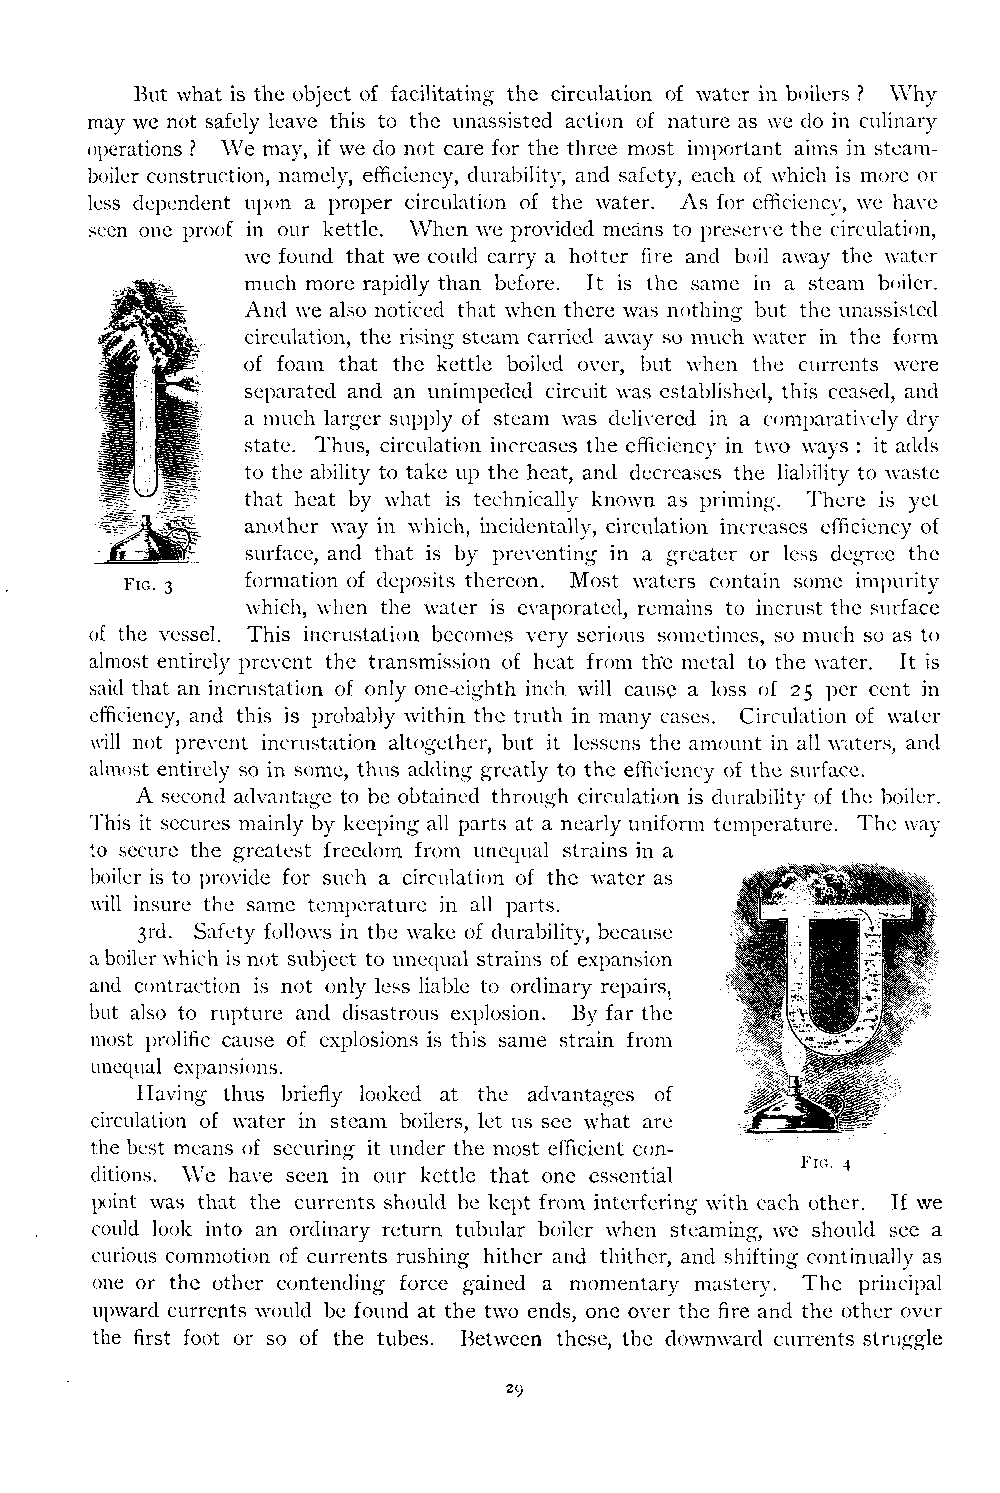 But what is the object of facilitating the circulation of water in boilers ? Why
may we not safely leave this to the unassisted action of nature as we do in culinary
operations ? We may, if we do not care for the three most important aims in steam-
boiler construction, namely, efficiency, durability, and safety, each of which is more or
less dependent upon a proper circulation of the water. As for efficiency, we have
seen one proof in our kettle. When we provided means to preserve the circulation,
we found that we could carry a hotter fire and boil away the water
much more rapidly than before. It is the same in a steam boiler.
And we also noticed that when there was nothing but the unassisted
circulation, the rising steam carried away so much water in the form
of foam that the kettle boiled over, but when the currents were
separated and an unimpeded circuit was established, this ceased, and
a much larger supply of steam was delivered in a comparatively dry
state. Thus, circulation increases the efficiency in two ways : it adds
to the ability to take up the heat, and decreases the liability to waste
that heat by what is technically known as priming. There is yet
another way in which, incidentally, circulation increases efficiency of
surface, and that is by preventing in a greater or less degree the
formation of deposits thereon. Most waters contain some impurity
which, when the water is evaporated, remains to incrust the surface
FIG. 3
of the vessel. This incrustation becomes very serious sometimes, so much so as to
almost entirely prevent the transmission of heat from the metal to the water. It is
said that an incrustation of only one-eighth inch will cause a loss of 25 per cent in
efficiency, and this is probably within the truth in many cases. Circulation of water
will not prevent incrustation altogether, but it lessens the amount in all waters, and
almost entirely so in some, thus adding greatly to the efficiency of the surface.
A second advantage to be obtained through circulation is durability of the boiler.
This it secures mainly by keeping all parts at a nearly uniform temperature. The way
to secure the greatest freedom from unequal strains in a
boiler is to provide for such a circulation of the water as
will insure the same temperature in all parts.
3rd. Safety follows in the wake of durability, because
a boiler which is not subject to unequal strains of expansion
and contraction is not only less liable to ordinary repairs,
but also to rupture and disastrous explosion. By far the
most prolific cause of explosions is this same strain from
unequal expansions.
Having thus briefly looked at the advantages of
circulation of water in steam boilers, let us see what are
the best means of securing it under the most efficient con-
ditions. We have seen in our kettle that one essential
FIG. 4
point was that the currents should be kept from interfering with each other. If we
could look into an ordinary return tubular boiler when steaming, we should see a
curious commotion of currents rushing hither and thither, and shifting continually as
one or the other contending force gained a momentary mastery. The principal
upward currents would be found at the two ends, one over the fire and the other over
the first foot or so of the tubes. Between these, the downward currents struggle
29